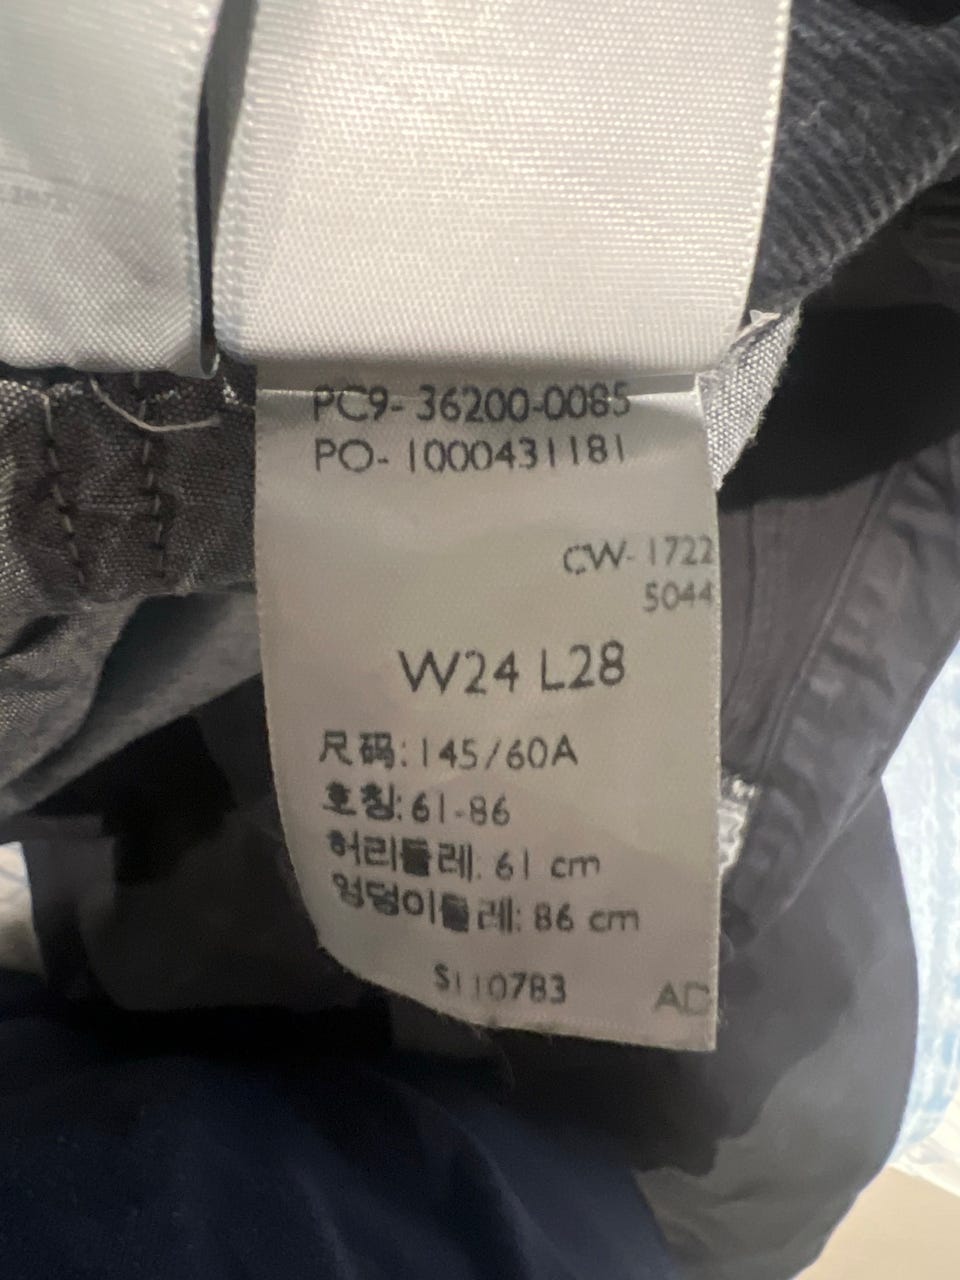 PC9- 36200-0085
PO- 1000431181
CW- 1722
5044
W24 L28
尺码: 145/60A
호칭: 61-86
허리둘레: 61 cm
엉덩이둘레: 86 cm
S110783
AD